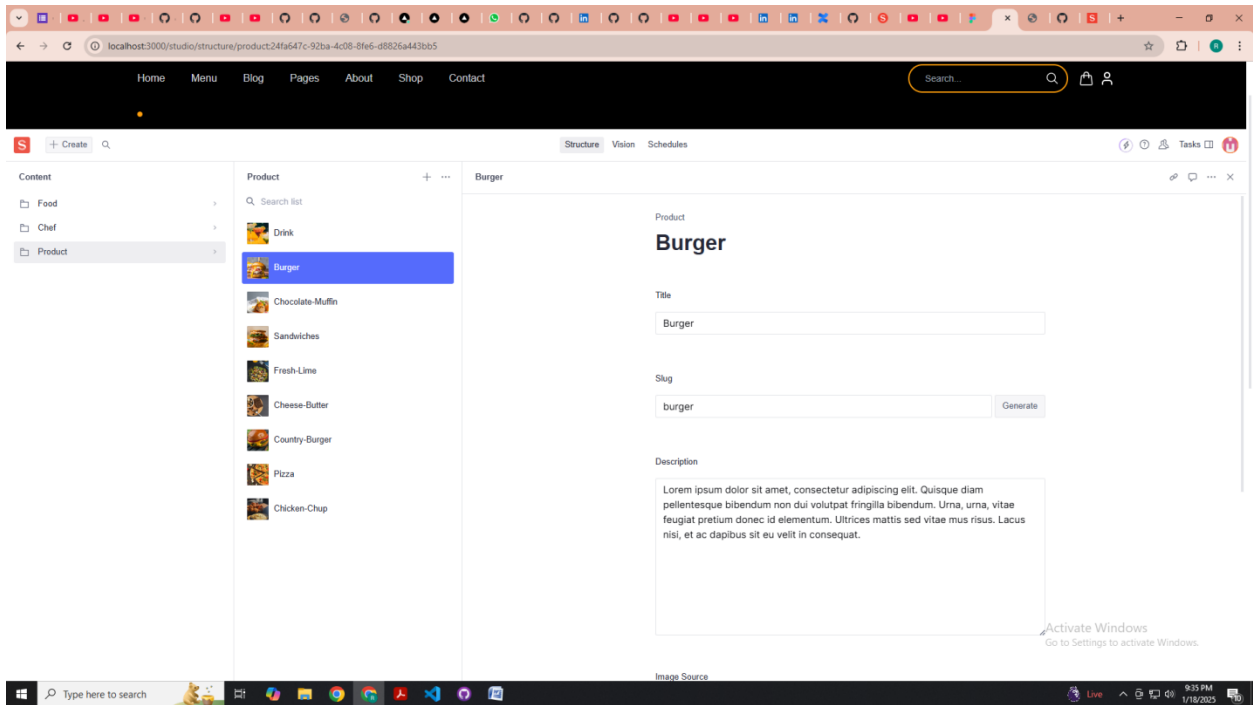 localhost:3000/studio/structure/product;24fa647c-92ba-4c08-8fe6-d8826a443bb5
Home Menu Blog Pages About Shop Contact
Search...
S + Create Structure Vision Schedules Tasks
Content
Food
Chef
Product
Product
Search list
Drink
Burger
Chocolate-Muffin
Sandwiches
Fresh-Lime
Cheese-Butter
Country-Burger
Pizza
Chicken-Chup
Burger
Product
Burger
Title
Burger
Slug
burger Generate
Description
Lorem ipsum dolor sit amet, consectetur adipiscing elit. Quisque diam
pellentesque bibendum non dui volutpat fringilla bibendum. Urna, urna, vitae
feugiat pretium donec id elementum. Ultrices mattis sed vitae mus risus. Lacus
nisi, et ac dapibus sit eu velit in consequat.
Image Source
Activate Windows
Go to Settings to activate Windows.
Type here to search
Live
9:35 PM
1/18/2025